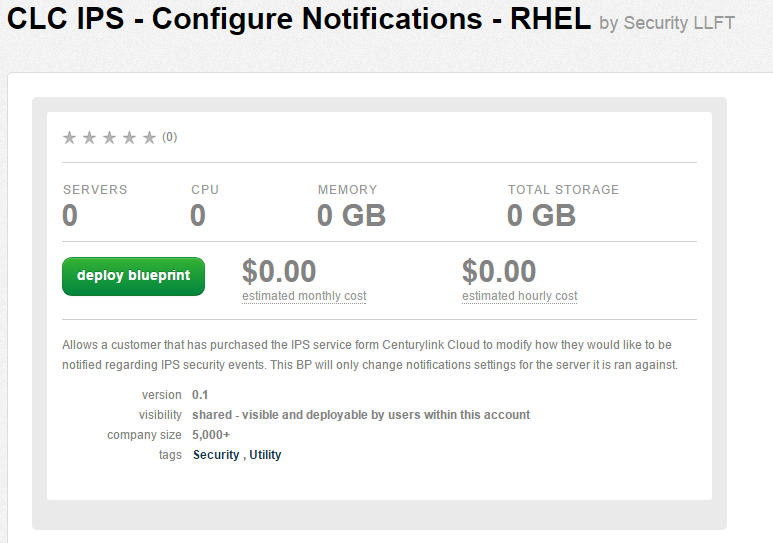 CLC IPS - Configure Notifications - RHEL by Security LLFT
(0)
SERVERS CPU MEMORY TOTAL STORAGE
0 0 0 GB 0 GB
deploy blueprint $0.00 $0.00
estimated monthly cost estimated hourly cost
Allows a customer that has purchased the IPS service form Centurylink Cloud to modify how they would like to be
notified regarding IPS security events. This BP will only change notifications settings for the server it is ran against.
version 0.1
visibility shared - visible and deployable by users within this account
company size 5,000+
tags Security , Utility